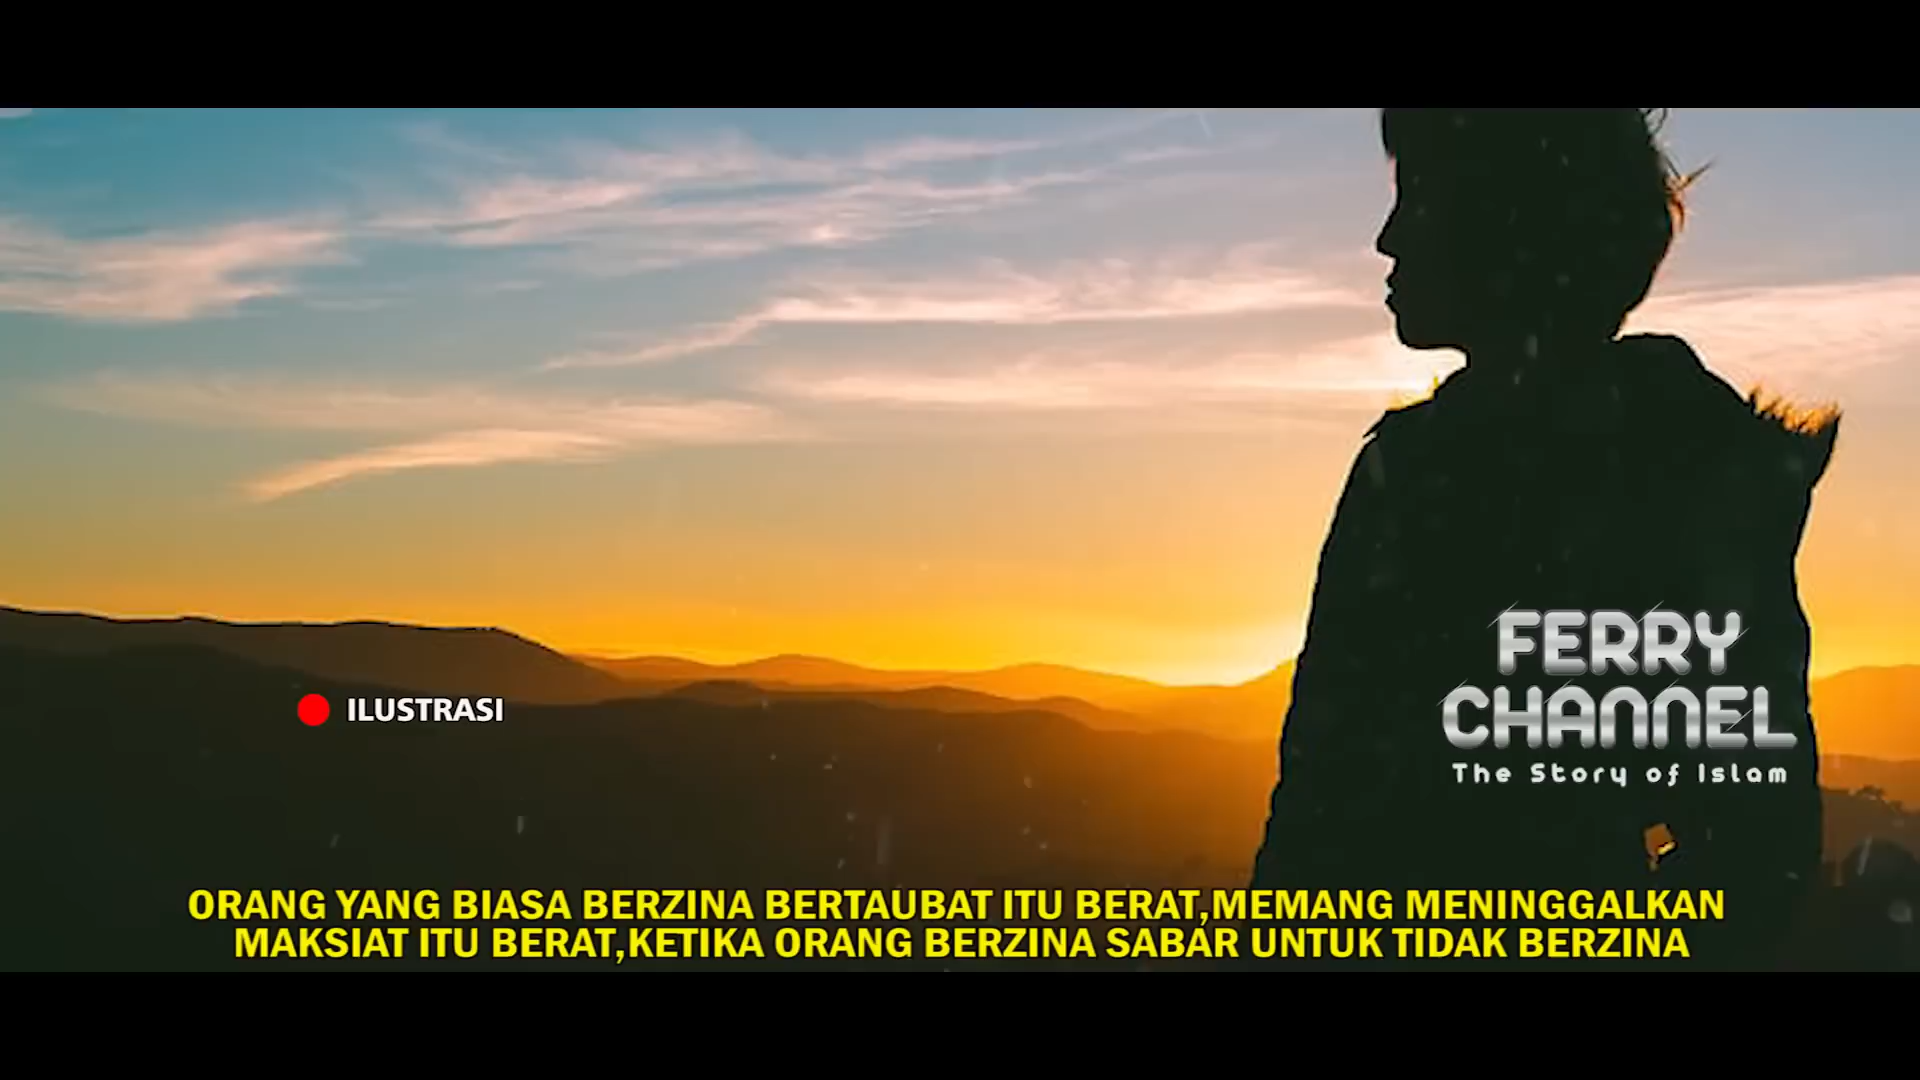 FERRY
CHANNEL
The Story of Islam
ILUSTRASI
ORANG YANG BIASA BERZINA BERTAUBAT ITU BERAT,MEMANG MENINGGALKAN
MAKSIAT ITU BERAT,KETIKA ORANG BERZINA SABAR UNTUK TIDAK BERZINA